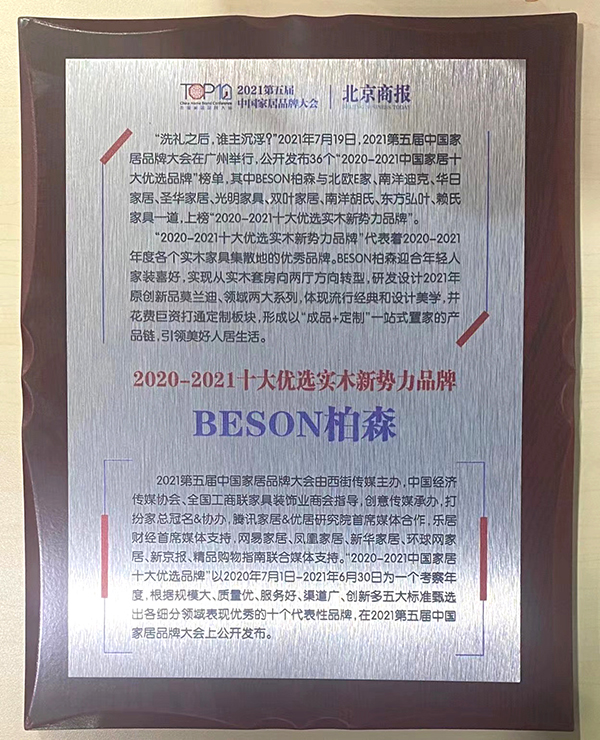 TOP10
China Home Brand Conference
2021第五届
中国家居品牌大会
北京商报
“洗礼之后，谁主沉浮？”2021年7月19日，2021第五届中国家
居品牌大会在广州举行，公开发布36个“2020-2021中国家居十
大优选品牌”榜单，其中BESON柏森与北欧E家、南洋迪克、华日
家居、圣华家居、光明家具、双叶家居、南洋胡氏、东方弘叶、赖氏
家具一道，上榜“2020-2021十大优选实木新势力品牌”。
“2020-2021十大优选实木新势力品牌”代表着2020-2021
年度各个实木家具集散地的优秀品牌。BESON柏森迎合年轻人
家装喜好，实现从实木套房向两厅方向转型，研发设计2021年
原创新品莫兰迪、领域两大系列，体现流行经典和设计美学，并
花费巨资打通定制板块，形成以“成品+定制”一站式置家的产
品链，引领美好人居生活。
2020-2021十大优选实木新势力品牌
BESON柏森
2021第五届中国家居品牌大会由西街传媒主办，中国经济
传媒协会、全国工商联家具装饰业商会指导，创意传媒承办，打
扮家总冠名&协办，腾讯家居&优居研究院首席媒体合作，乐居
财经首席媒体支持，网易家居、凤凰家居、新华家居、环球网家
居、新京报、精品购物指南联合媒体支持。“2020-2021中国家居
十大优选品牌”以2020年7月1日-2021年6月30日为一个考察年
度，根据规模大、质量优、服务好、渠道广、创新多五大标准甄选
出各细分领域表现优秀的十个代表性品牌，在2021第五届中国
家居品牌大会上公开发布。